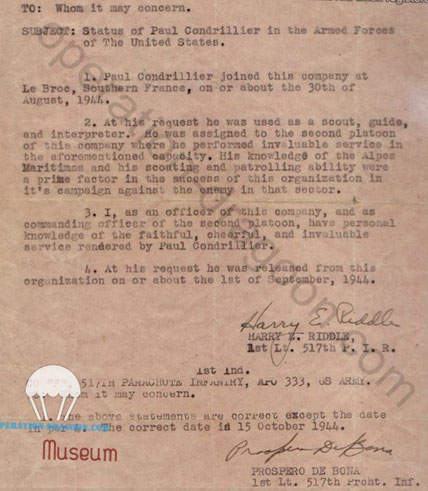 TO: Whom it may concern.
SUBJECT: Status of Paul Condrillier in the Armed Forces
of The United States.
1. Paul Condrillier joined this company at
Le Broc, Southern France, on or about the 30th of
August, 1944.
2. At his request he was used as a scout, guide,
and interpreter. He was assigned to the second platoon
of this company where he performed invaluable service in
the aforementioned capacity. His knowledge of the Alpes
Maritimes and his scouting and patrolling ability were
a prime factor in the success of this organization in
it's campaign against the enemy in that sector.
3. I, as an officer of this company, and as
commanding officer of the second platoon, have personal
knowledge of the faithful, cheerful, and invaluable
service rendered by Paul Condrillier.
4. At his request he was released from this
organization on or about the 1st of September, 1944.
Harry E. Riddle
HARRY E. RIDDLE
1st Lt. 517th P. I. R.
1st Ind.
517TH PARACHUTE INFANTRY, APO 333, US ARMY.
it may concern.
The above statements are correct except the date
in The correct date is 15 October 1944.
Prospero De Bona
PROSPERO DE BONA
1st Lt. 517th Prcht. Inf.
Museum
operation-dragoon.com